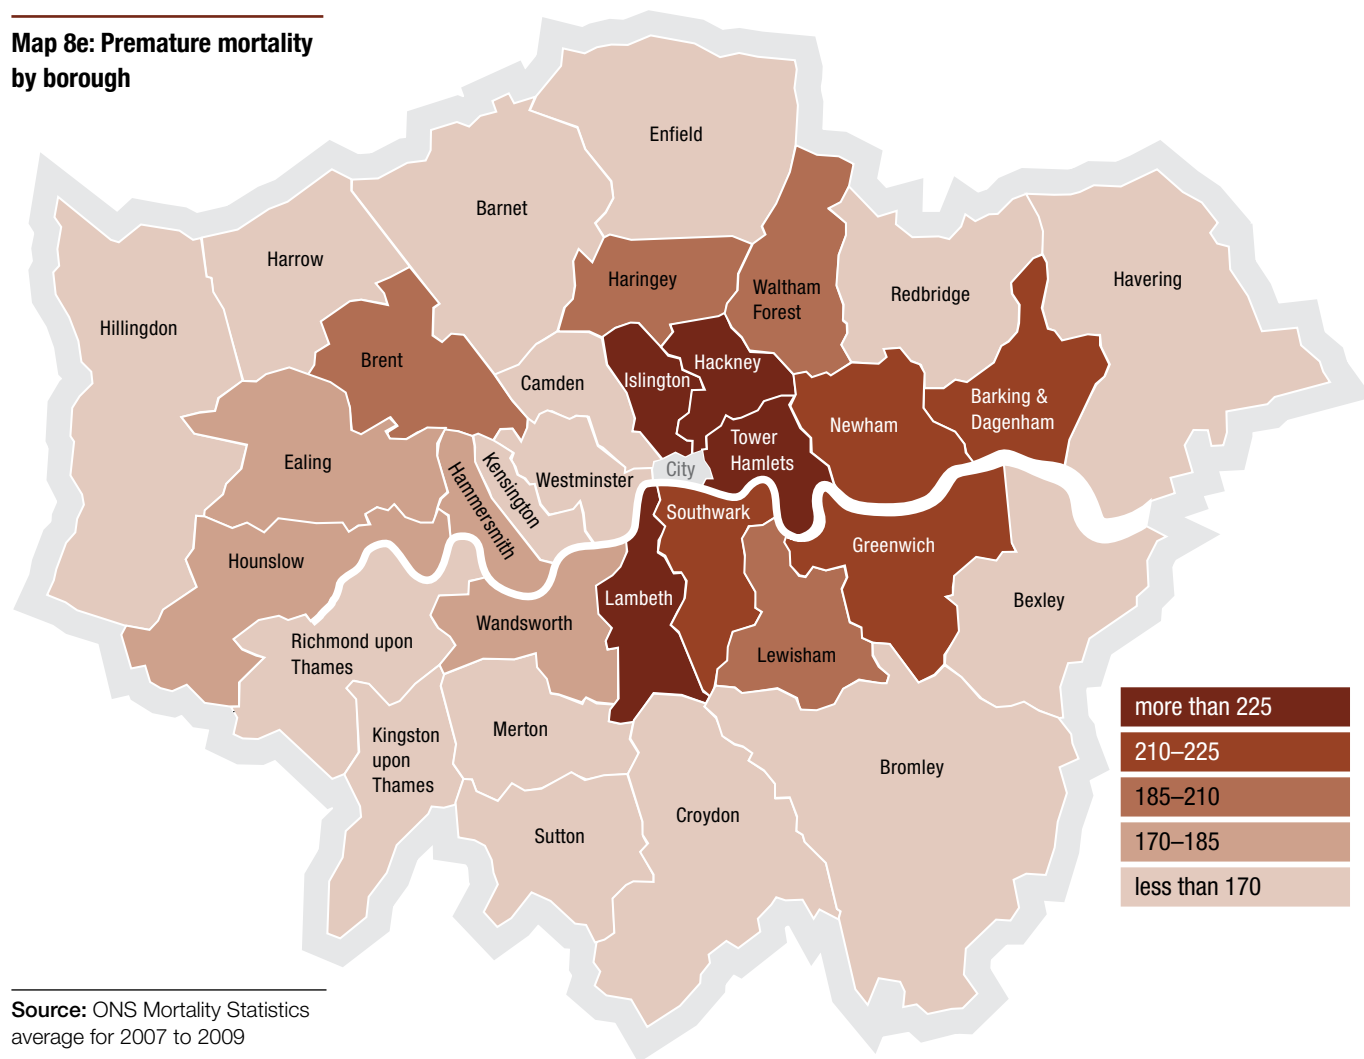 Map 8e: Premature mortality
by borough
Enfield
Barnet
Harrow
Haringey
Waltham
Forest
Redbridge
Havering
Hillingdon
Brent
Camden
Islington
Hackney
Barking &
Dagenham
Newham
Tower
Hamlets
Ealing
Hammersmith
Kensington
Westminster
City
Southwark
Greenwich
Hounslow
Lambeth
Bexley
Wandsworth
Richmond upon
Thames
Lewisham
Kingston
upon
Thames
Merton
Bromley
Sutton
Croydon
more than 225
210–225
185–210
170–185
less than 170
Source: ONS Mortality Statistics
average for 2007 to 2009